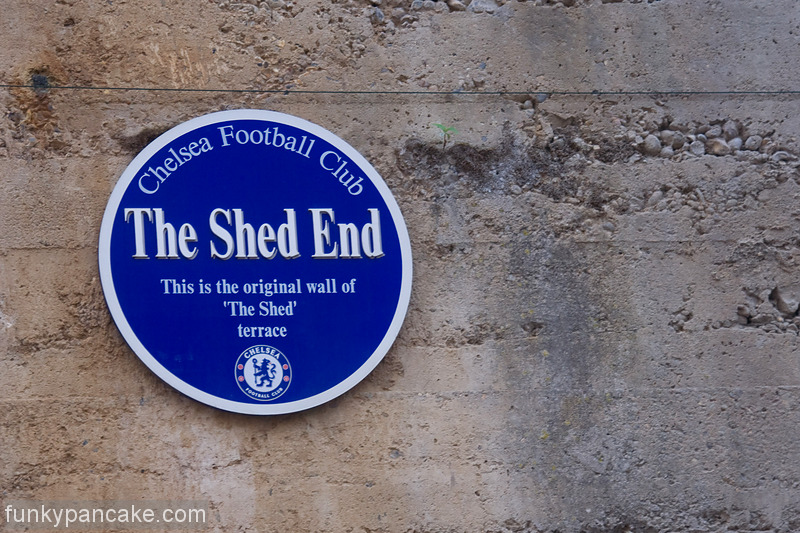 Chelsea Football Club
The Shed End
This is the original wall of
'The Shed'
terrace
CHELSEA
FOOTBALL CLUB
funkypancake.com